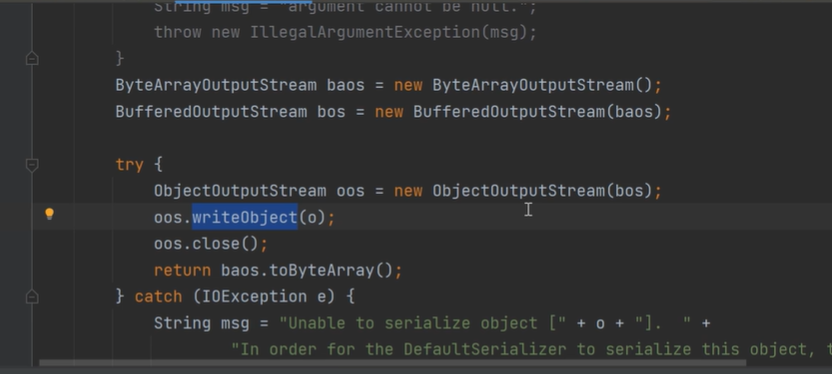 String msg = "argument cannot be null.";
throw new IllegalArgumentException(msg);
}
ByteArrayOutputStream baos = new ByteArrayOutputStream();
BufferedOutputStream bos = new BufferedOutputStream(baos);
try {
ObjectOutputStream oos = new ObjectOutputStream(bos);
oos.writeObject(o);
oos.close();
return baos.toByteArray();
} catch (IOException e) {
String msg = "Unable to serialize object [" + o + "].  " +
"In order for the DefaultSerializer to serialize this object, t